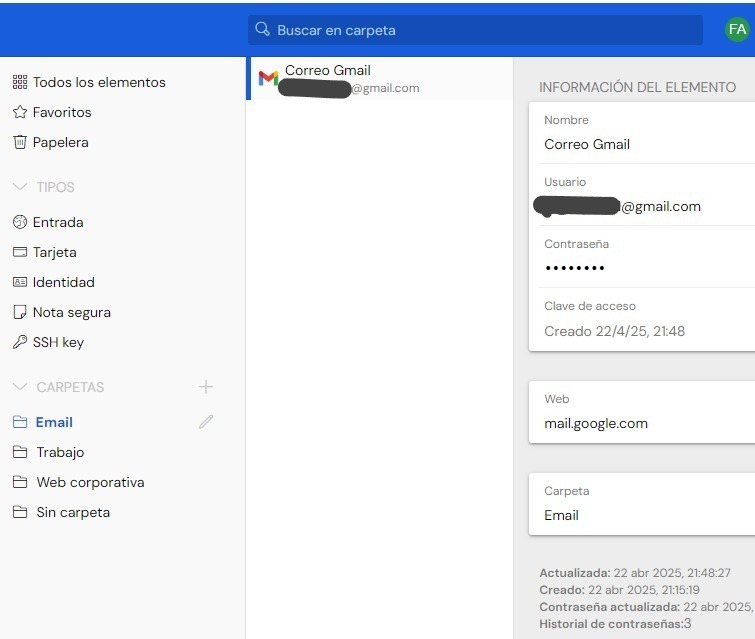 Buscar en carpeta
FA
Todos los elementos
Favoritos
Papelera
TIPOS
Entrada
Tarjeta
Identidad
Nota segura
SSH key
CARPETAS
Email
Trabajo
Web corporativa
Sin carpeta
Correo Gmail
@gmail.com
INFORMACIÓN DEL ELEMENTO
Nombre
Correo Gmail
Usuario
@gmail.com
Contraseña
••••••••
Clave de acceso
Creado 22/4/25, 21:48
Web
mail.google.com
Carpeta
Email
Actualizada: 22 abr 2025, 21:48:27
Creado: 22 abr 2025, 21:15:19
Contraseña actualizada: 22 abr 2025,
Historial de contraseñas:3